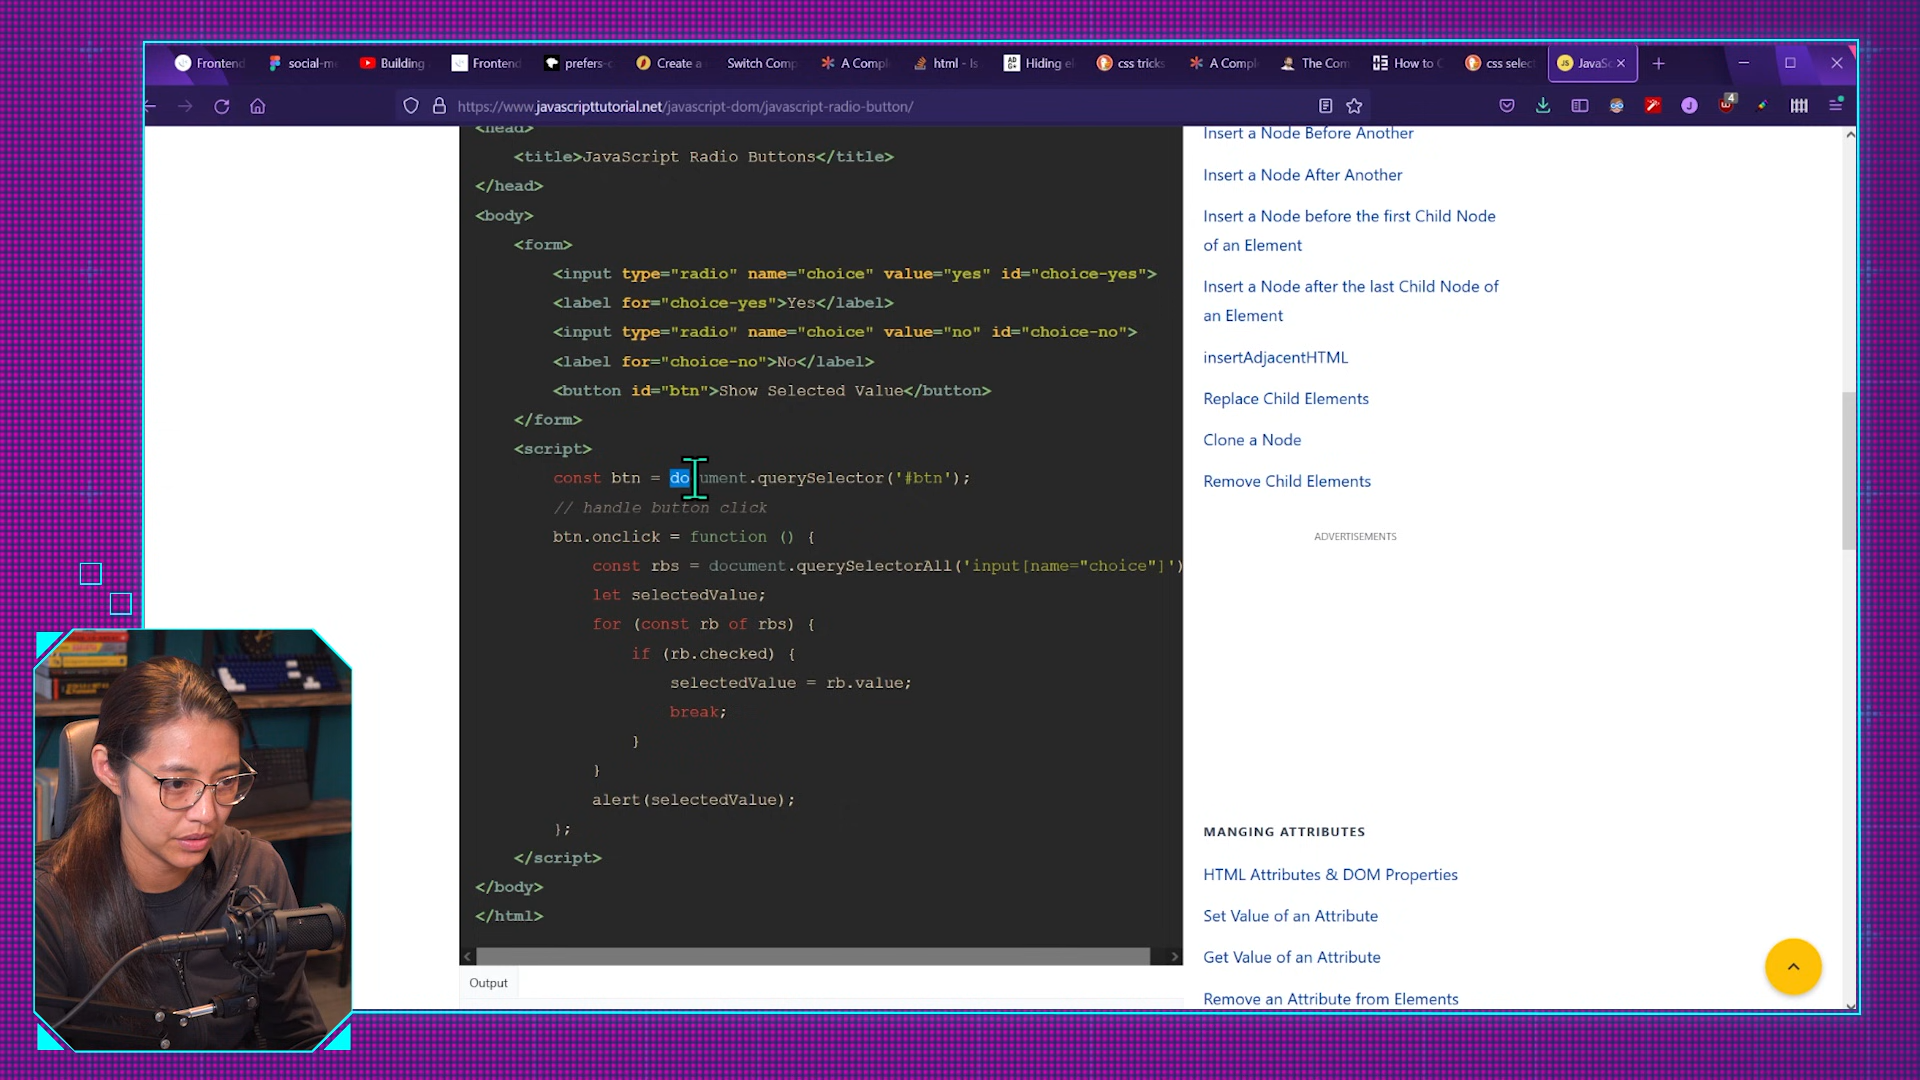 Frontend
social-me
Building
Frontend
prefers-c
Create a
Switch Comp
A Compl
html - Is
Hiding el
css tricks
A Compl
The Com
How to C
css select
JavaSc
https://www.javascripttutorial.net/javascript-dom/javascript-radio-button/
4
<head>
<title>JavaScript Radio Buttons</title>
</head>
<body>
<form>
<input type="radio" name="choice" value="yes" id="choice-yes">
<label for="choice-yes">Yes</label>
<input type="radio" name="choice" value="no" id="choice-no">
<label for="choice-no">No</label>
<button id="btn">Show Selected Value</button>
</form>
<script>
const btn = document.querySelector('#btn');
// handle button click
btn.onclick = function () {
const rbs = document.querySelectorAll('input[name="choice"]')
let selectedValue;
for (const rb of rbs) {
if (rb.checked) {
selectedValue = rb.value;
break;
}
}
alert(selectedValue);
};
</script>
</body>
</html>
Output
Insert a Node Before Another
Insert a Node After Another
Insert a Node before the first Child Node
of an Element
Insert a Node after the last Child Node of
an Element
insertAdjacentHTML
Replace Child Elements
Clone a Node
Remove Child Elements
ADVERTISEMENTS
MANGING ATTRIBUTES
HTML Attributes & DOM Properties
Set Value of an Attribute
Get Value of an Attribute
Remove an Attribute from Elements